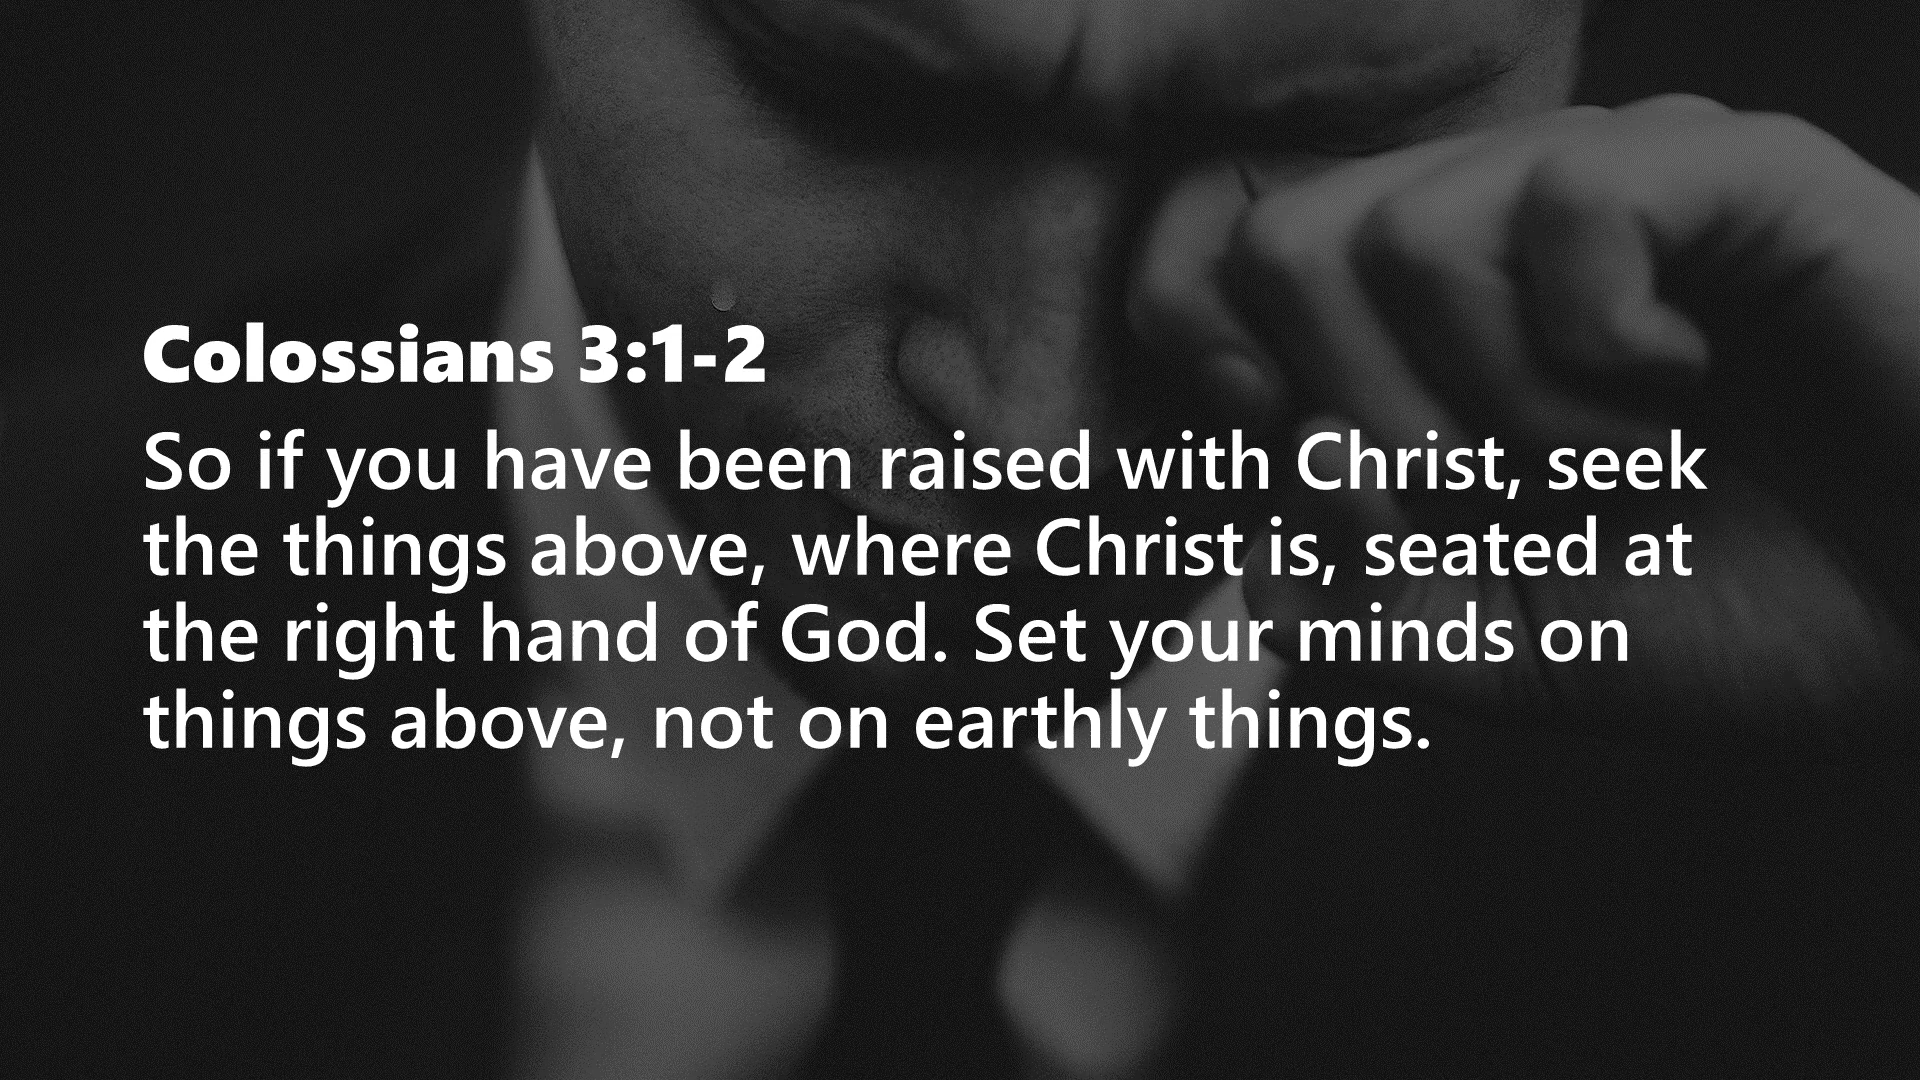 Colossians 3:1-2
So if you have been raised with Christ, seek
the things above, where Christ is, seated at
the right hand of God. Set your minds on
things above, not on earthly things.